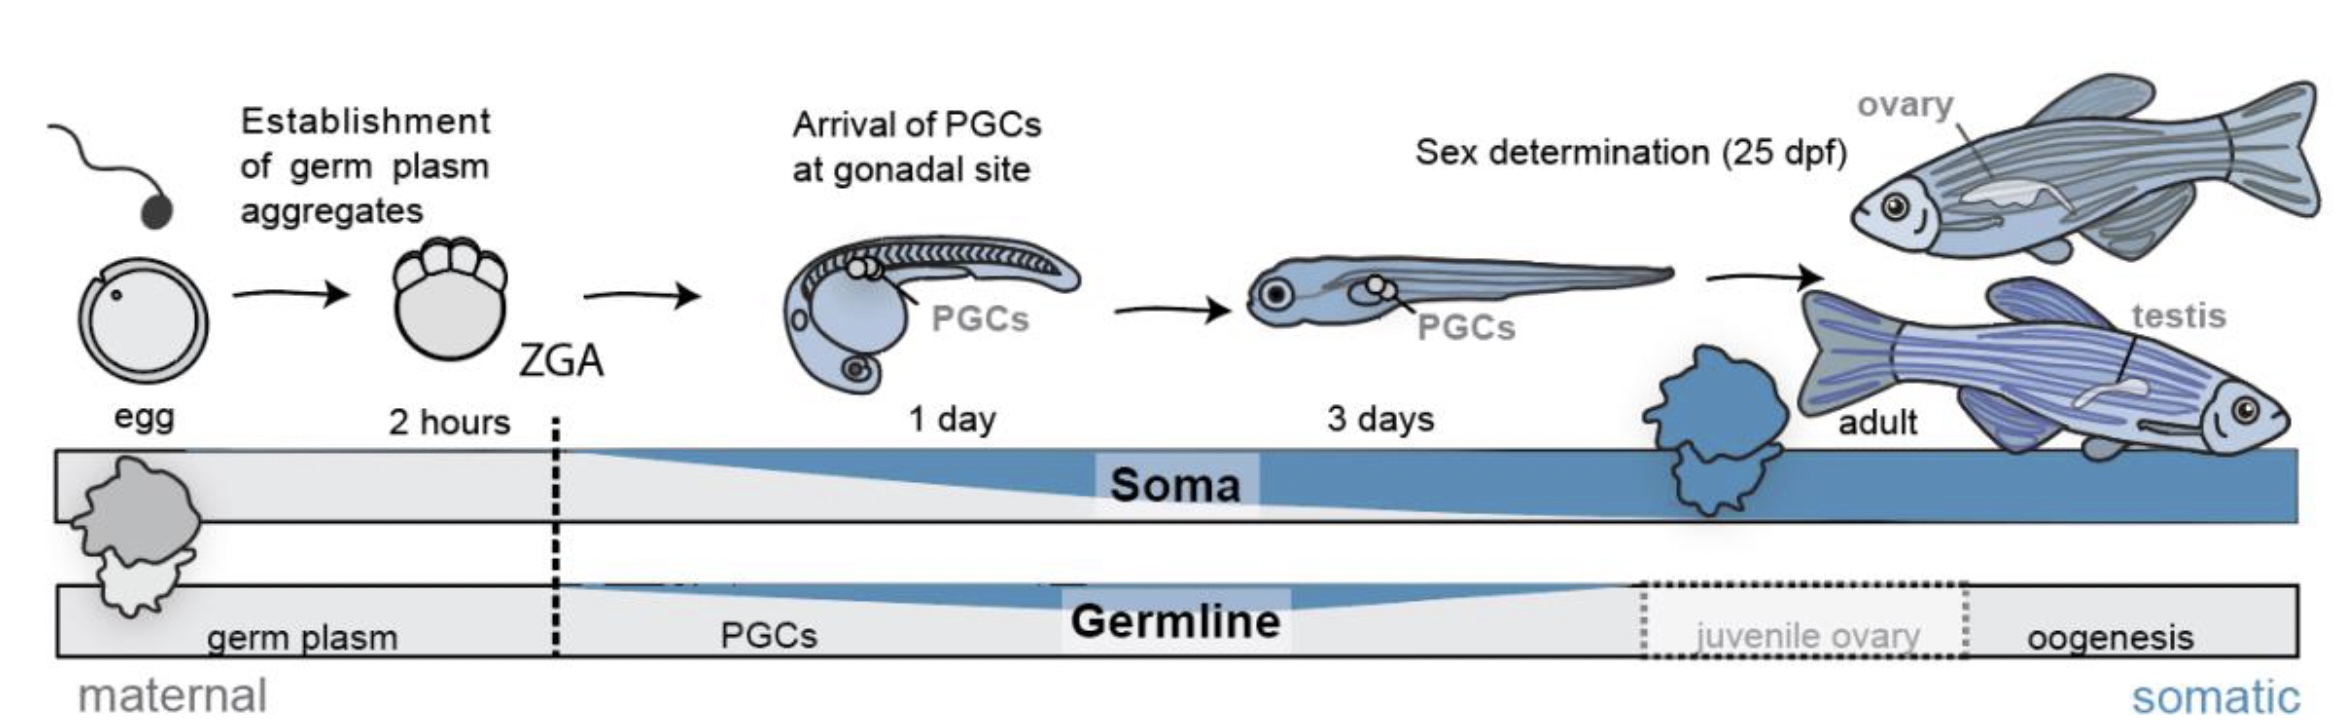 Establishment
of germ plasm
aggregates
Arrival of PGCs
at gonadal site
Sex determination (25 dpf)
ovary
testis
PGCs
PGCs
ZGA
egg
2 hours
1 day
3 days
adult
Soma
germ plasm
PGCs
Germline
juvenile ovary
oogenesis
maternal
somatic